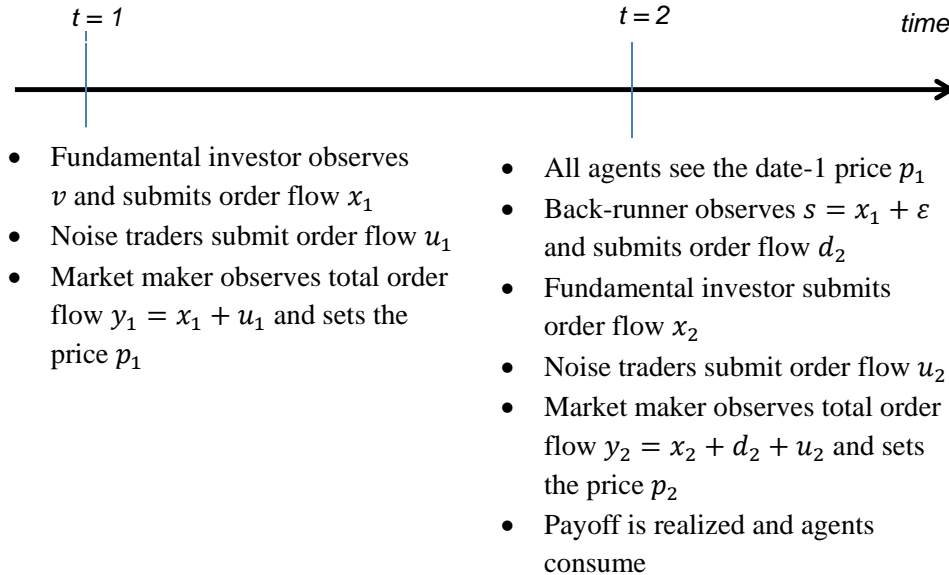 t = 1
t = 2
time
• Fundamental investor observes
v and submits order flow x₁
• Noise traders submit order flow u₁
• Market maker observes total order
flow y₁ = x₁ + u₁ and sets the
price p₁
• All agents see the date-1 price p₁
• Back-runner observes s = x₁ + ε
and submits order flow d₂
• Fundamental investor submits
order flow x₂
• Noise traders submit order flow u₂
• Market maker observes total order
flow y₂ = x₂ + d₂ + u₂ and sets
the price p₂
• Payoff is realized and agents
consume